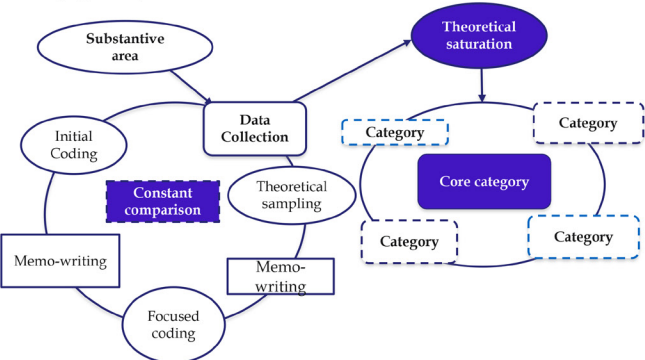 Substantive
area
Theoretical
saturation
Data
Collection
Initial
Coding
Constant
comparison
Theoretical
sampling
Memo-writing
Memo-
writing
Focused
coding
Category
Category
Core category
Category
Category